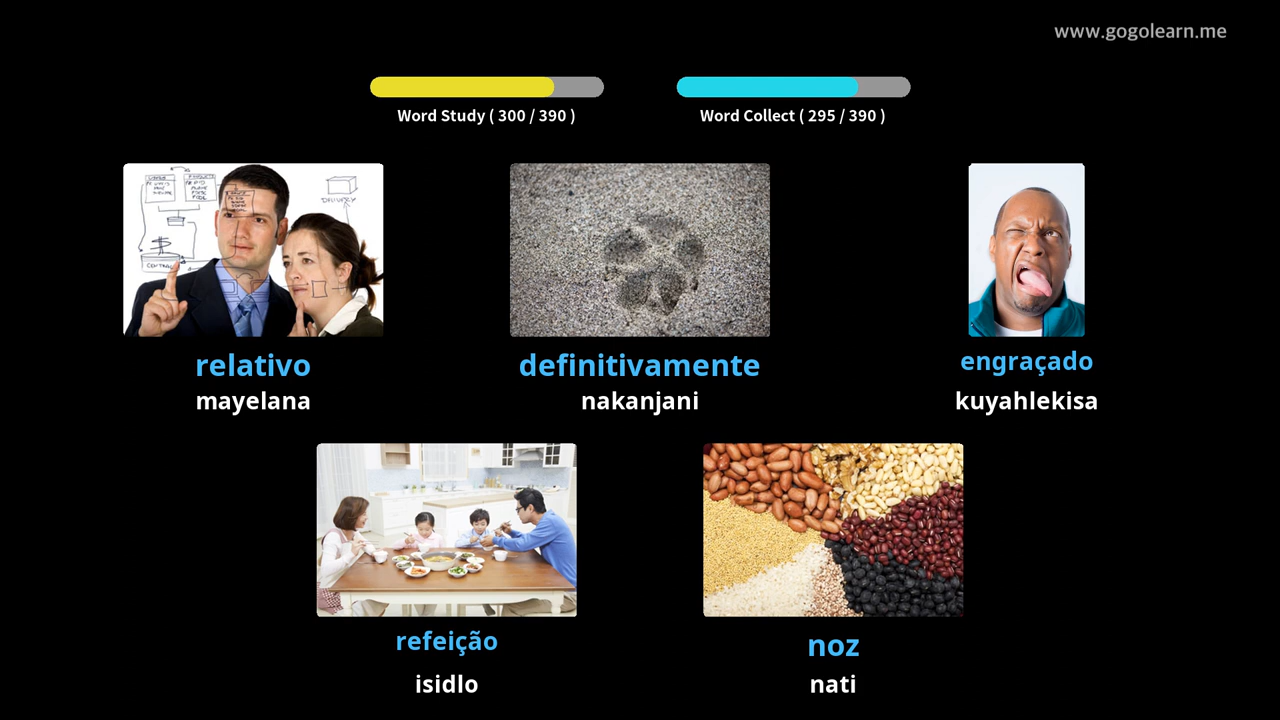 www.gogolearn.me
Word Study ( 300 / 390 )
Word Collect ( 295 / 390 )
DELIVERY
relativo
mayelana
definitivamente
nakanjani
engraçado
kuyahlekisa
refeição
isidlo
noz
nati